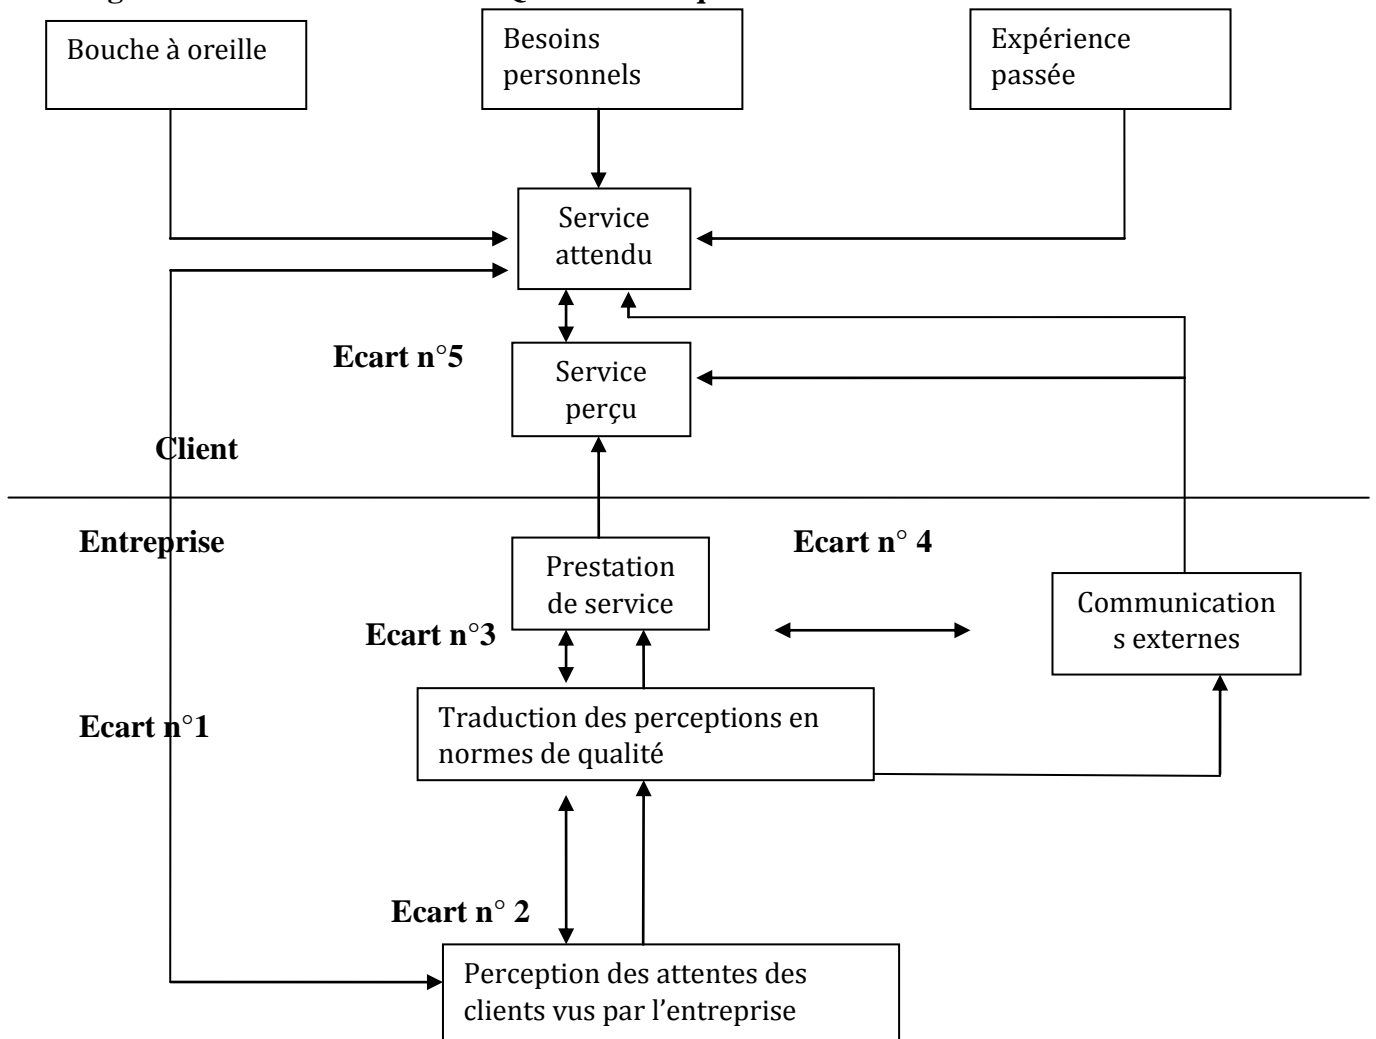 Bouche à oreille
Besoins
personnels
Expérience
passée
Service
attendu
Ecart n°5
Service
perçu
Client
Entreprise
Prestation
de service
Ecart n° 4
Communication
s externes
Ecart n°3
Traduction des perceptions en
normes de qualité
Ecart n°1
Ecart n° 2
Perception des attentes des
clients vus par l’entreprise